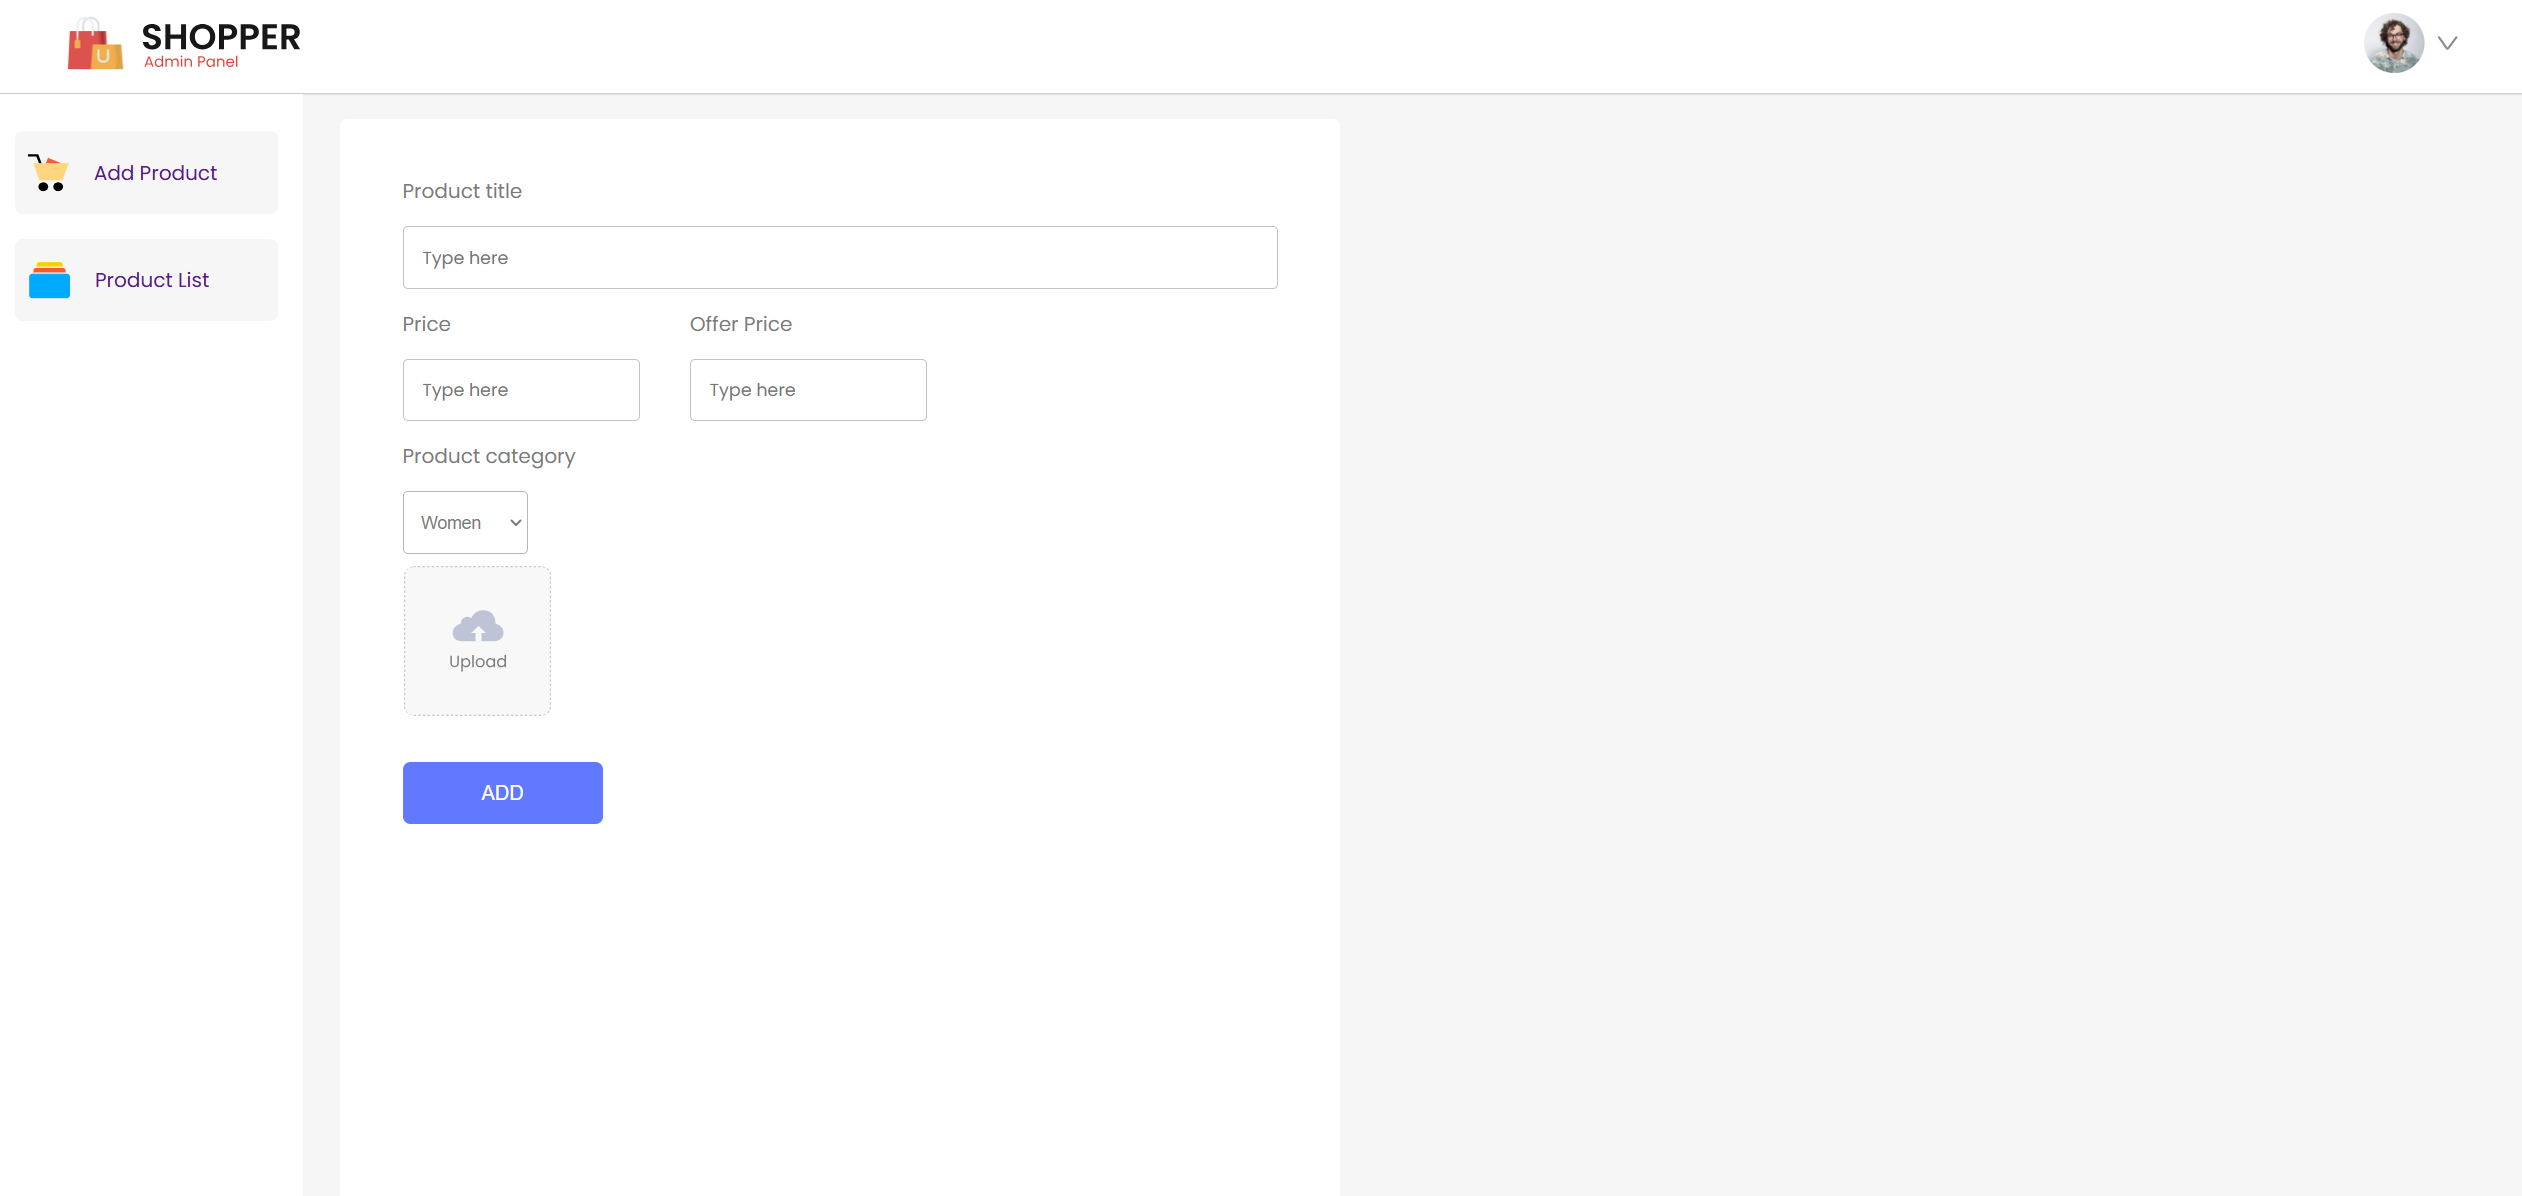 SHOPPER
Admin Panel
U
Add Product
Product List
Product title
Type here
Price
Offer Price
Type here
Type here
Product category
Women
Upload
ADD